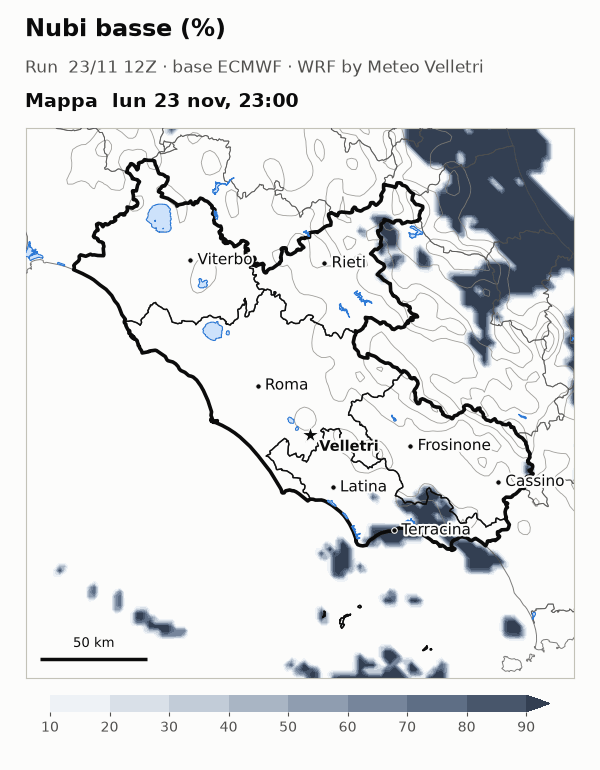 Nubi basse (%)
Run 23/11 12Z · base ECMWF · WRF by Meteo Velletri
Mappa lun 23 nov, 23:00
Viterbo
Rieti
Roma
Velletri
Frosinone
Cassino
Latina
Terracina
50 km
10 20 30 40 50 60 70 80 90